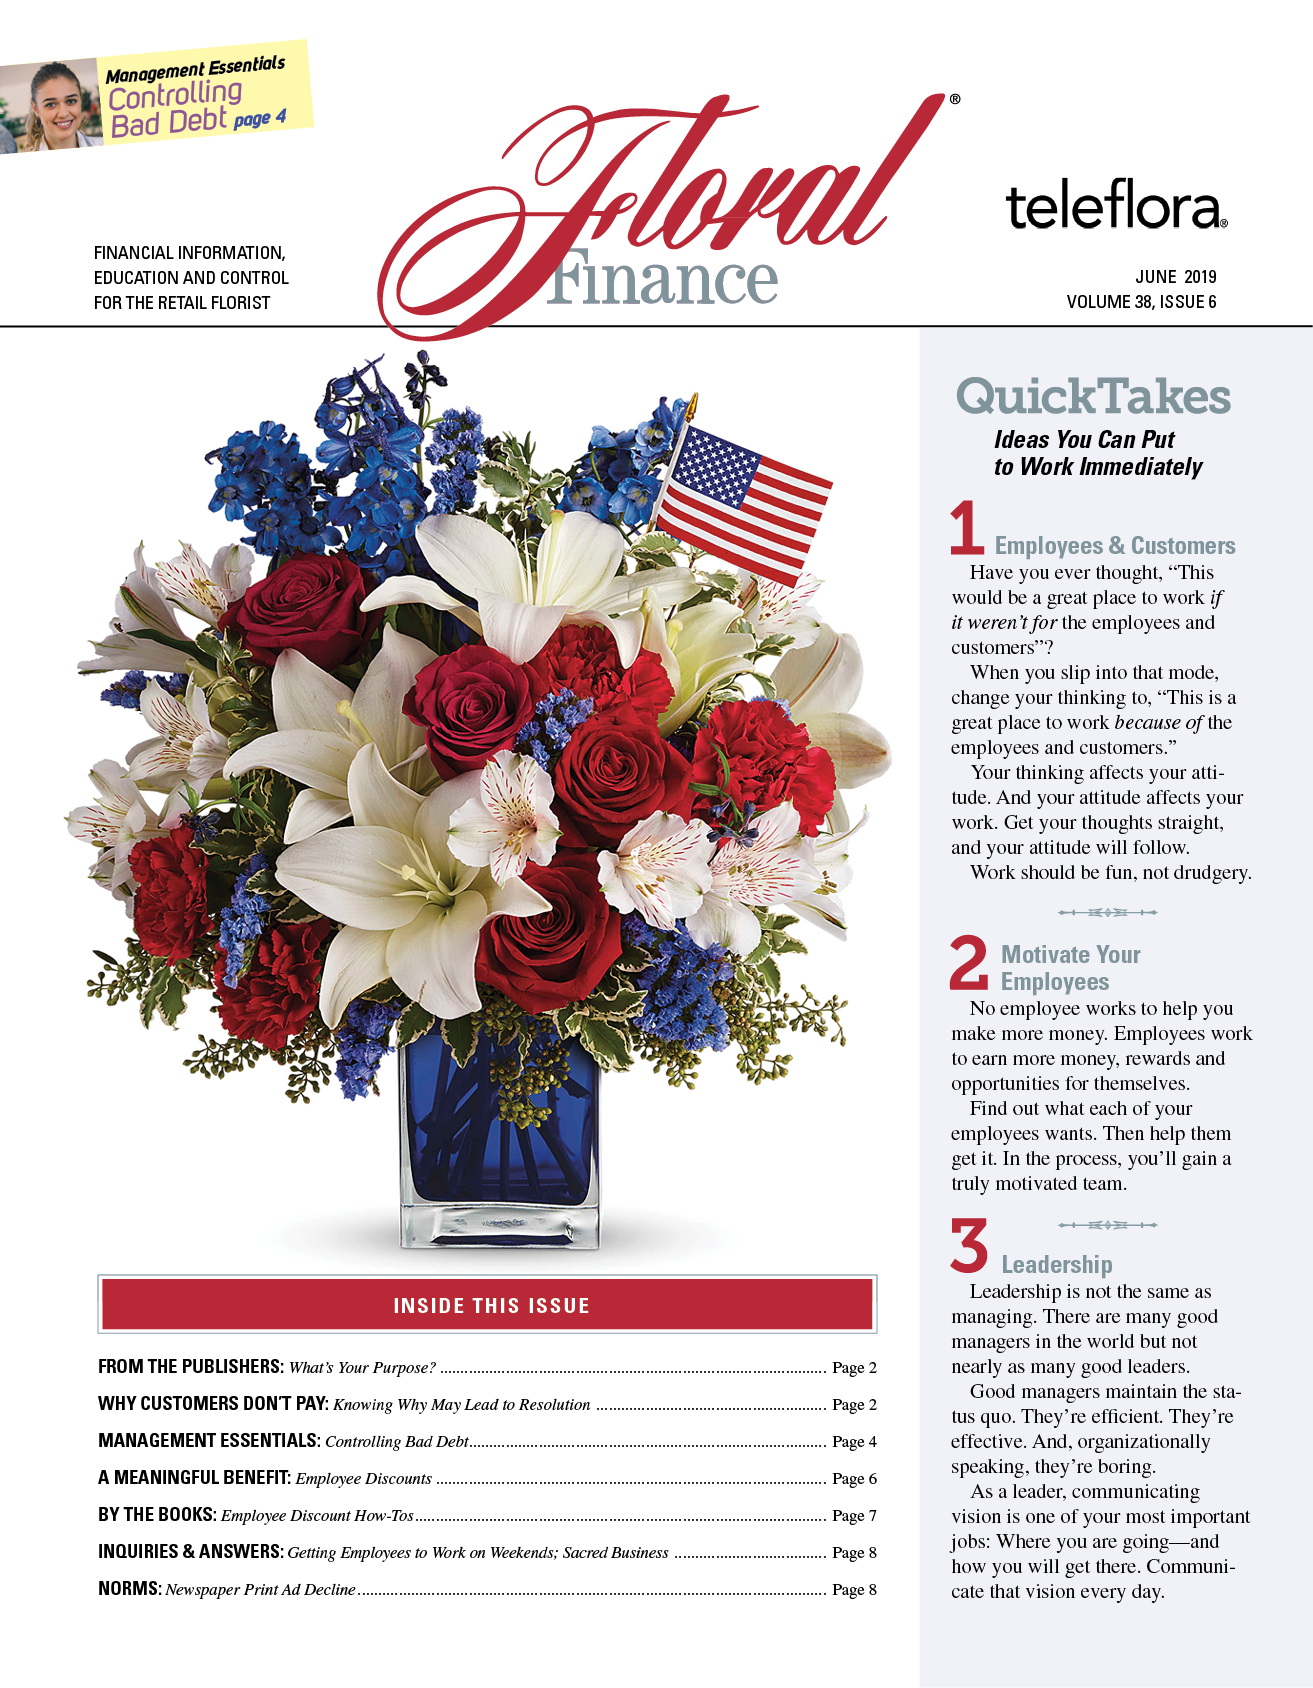 Management Essentials
Controlling
Bad Debt page 4
Floral®
Finance
teleflora®
FINANCIAL INFORMATION,
EDUCATION AND CONTROL
FOR THE RETAIL FLORIST
JUNE 2019
VOLUME 38, ISSUE 6
INSIDE THIS ISSUE
FROM THE PUBLISHERS: What's Your Purpose? .......... Page 2
WHY CUSTOMERS DON'T PAY: Knowing Why May Lead to Resolution .......... Page 2
MANAGEMENT ESSENTIALS: Controlling Bad Debt .......... Page 4
A MEANINGFUL BENEFIT: Employee Discounts .......... Page 6
BY THE BOOKS: Employee Discount How-Tos .......... Page 7
INQUIRIES & ANSWERS: Getting Employees to Work on Weekends; Sacred Business .......... Page 8
NORMS: Newspaper Print Ad Decline .......... Page 8
QuickTakes
Ideas You Can Put
to Work Immediately
1 Employees & Customers
Have you ever thought, “This
would be a great place to work if
it weren’t for the employees and
customers”?
When you slip into that mode,
change your thinking to, “This is a
great place to work because of the
employees and customers.”
Your thinking affects your atti-
tude. And your attitude affects your
work. Get your thoughts straight,
and your attitude will follow.
Work should be fun, not drudgery.
2 Motivate Your
Employees
No employee works to help you
make more money. Employees work
to earn more money, rewards and
opportunities for themselves.
Find out what each of your
employees wants. Then help them
get it. In the process, you’ll gain a
truly motivated team.
3 Leadership
Leadership is not the same as
managing. There are many good
managers in the world but not
nearly as many good leaders.
Good managers maintain the sta-
tus quo. They’re efficient. They’re
effective. And, organizationally
speaking, they’re boring.
As a leader, communicating
vision is one of your most important
jobs: Where you are going—and
how you will get there. Communi-
cate that vision every day.